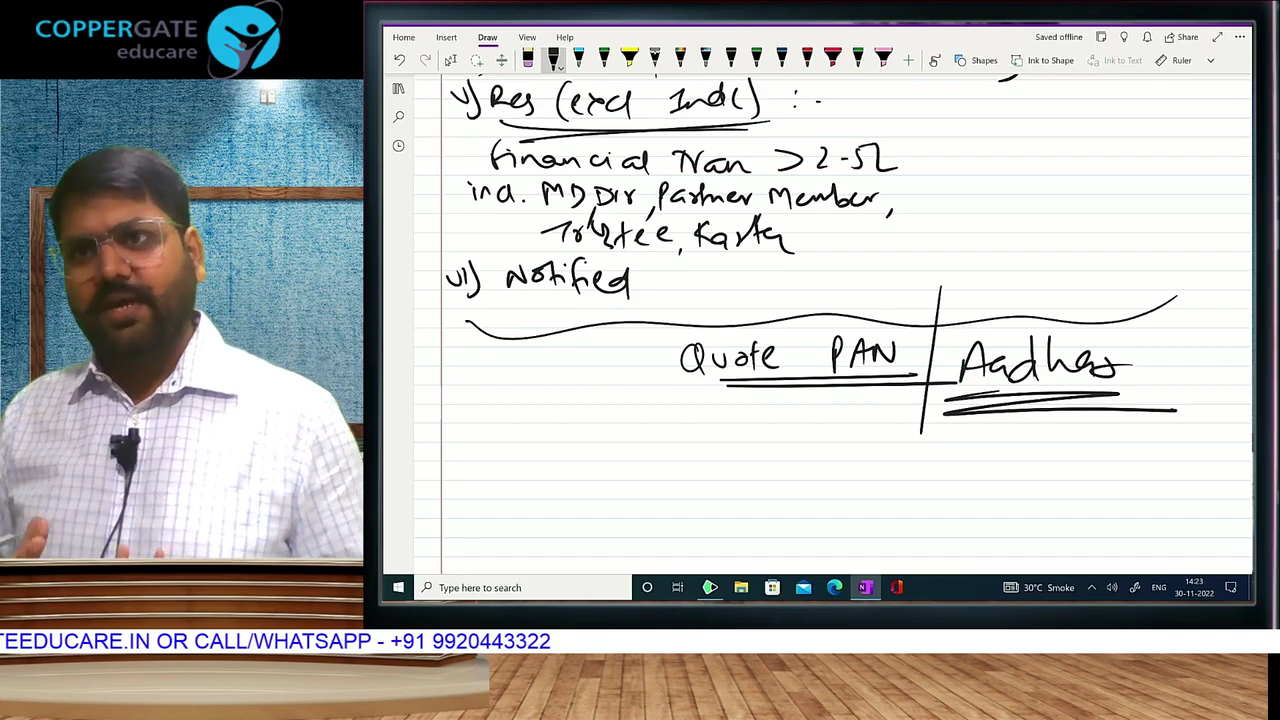 COPPERGATE
educare
Home Insert Draw View Help
Saved offline
Share
Shapes
Ink to Shape
Ink to Text
Ruler
v) Res (excl Indl) :-
Financial Tran > 2.5L
incl. MD, Dir, Partner Member,
Trustee, Karta
vi) Notified
Quote PAN
Aadhar
Type here to search
30°C Smoke
ENG
14:23
30-11-2022
TEEDUCARE.IN OR CALL/WHATSAPP - +91 9920443322